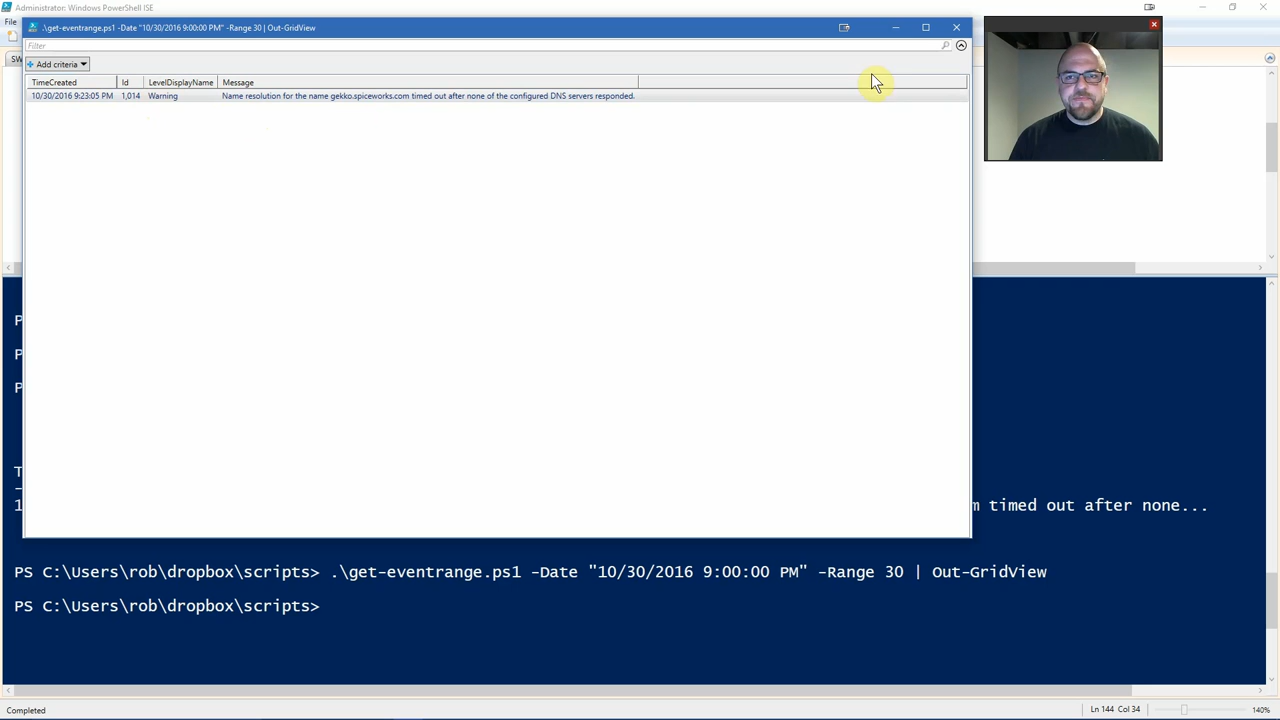 Administrator: Windows PowerShell ISE
File
.\get-eventrange.ps1 -Date "10/30/2016 9:00:00 PM" -Range 30 | Out-GridView
Filter
SW
Add criteria
TimeCreated Id LevelDisplayName Message
10/30/2016 9:23:05 PM 1,014 Warning Name resolution for the name gekko.spiceworks.com timed out after none of the configured DNS servers responded.
P
P
P
T
-
1 m timed out after none...
PS C:\Users\rob\dropbox\scripts> .\get-eventrange.ps1 -Date "10/30/2016 9:00:00 PM" -Range 30 | Out-GridView
PS C:\Users\rob\dropbox\scripts>
Completed Ln 144 Col 34 140%